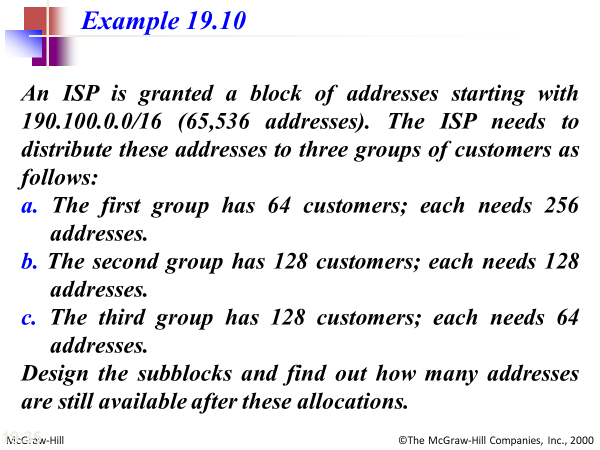 Example 19.10
An ISP is granted a block of addresses starting with
190.100.0.0/16 (65,536 addresses). The ISP needs to
distribute these addresses to three groups of customers as
follows:
a. The first group has 64 customers; each needs 256
addresses.
b. The second group has 128 customers; each needs 128
addresses.
c. The third group has 128 customers; each needs 64
addresses.
Design the subblocks and find out how many addresses
are still available after these allocations.
McGraw-Hill ©The McGraw-Hill Companies, Inc., 2000